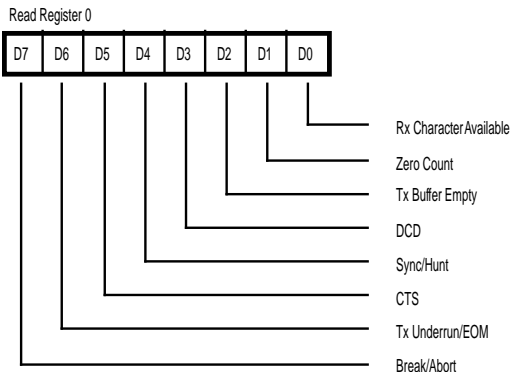 Read Register 0
D7 D6 D5 D4 D3 D2 D1 D0
Rx Character Available
Zero Count
Tx Buffer Empty
DCD
Sync/Hunt
CTS
Tx Underrun/EOM
Break/Abort